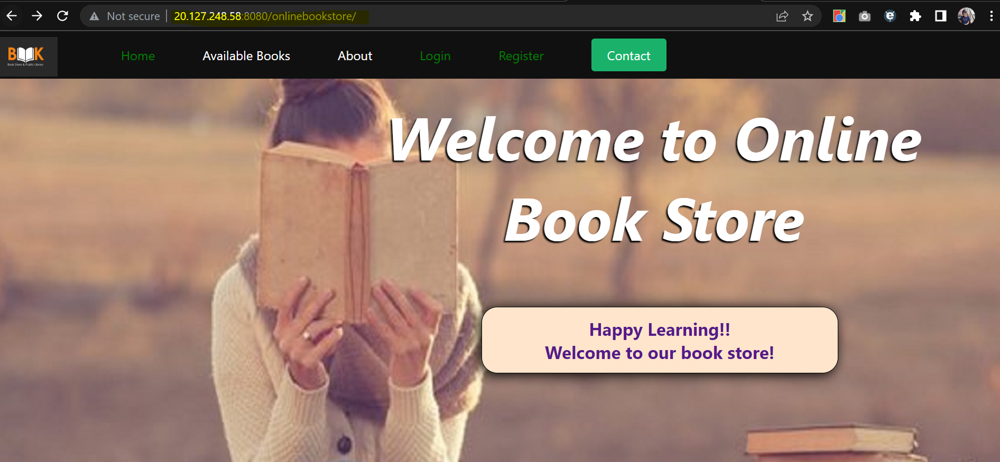 Not secure
20.127.248.58:8080/onlinebookstore/
BOOK
Book Store & Public Library
Home
Available Books
About
Login
Register
Contact
Welcome to Online
Book Store
Happy Learning!!
Welcome to our book store!